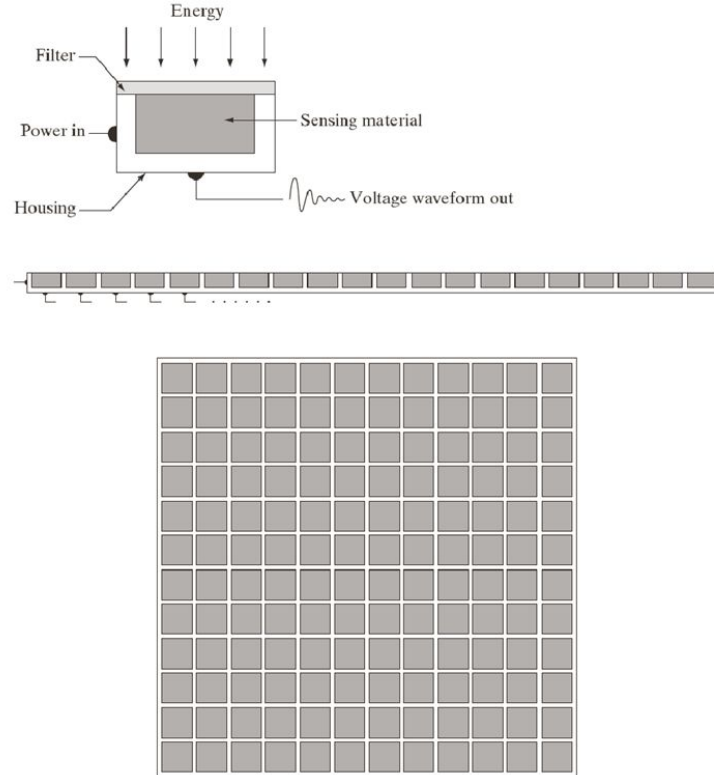 Energy
Filter
Power in
Sensing material
Housing
Voltage waveform out